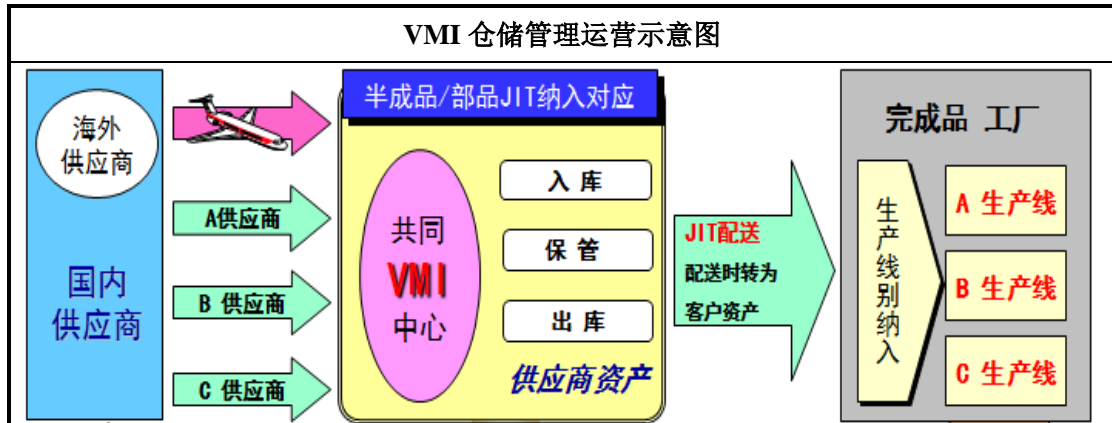 VMI 仓储管理运营示意图
海外
供应商
国内
供应商
A供应商
B 供应商
C 供应商
半成品/部品JIT纳入对应
共同
VMI
中心
入 库
保 管
出 库
供应商资产
JIT配送
配送时转为
客户资产
完成品 工厂
生产线别纳入
A 生产线
B 生产线
C 生产线